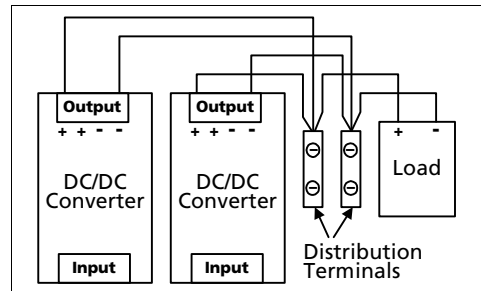 Output
+ + - -
DC/DC
Converter
Input
Output
+ + - -
DC/DC
Converter
Input
+ -
Load
Distribution
Terminals